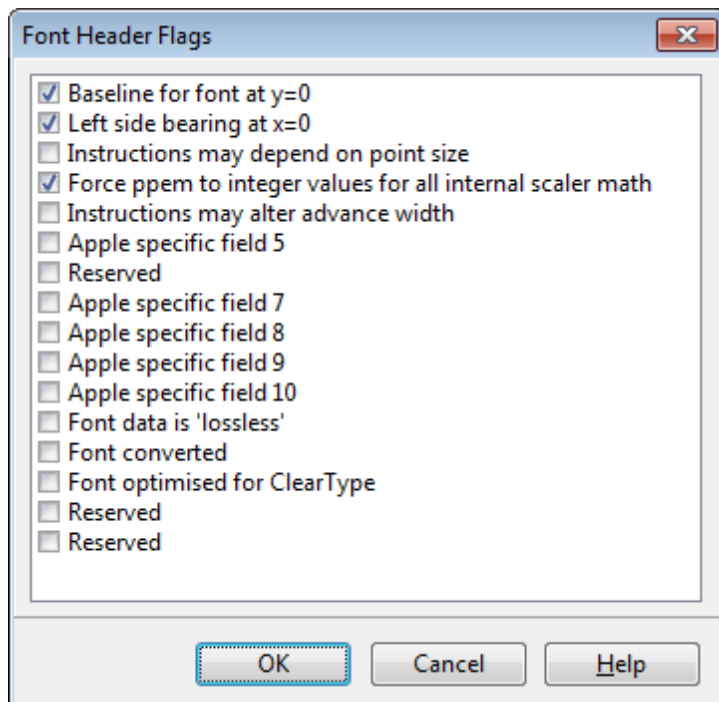 Font Header Flags
Baseline for font at y=0
Left side bearing at x=0
Instructions may depend on point size
Force ppem to integer values for all internal scaler math
Instructions may alter advance width
Apple specific field 5
Reserved
Apple specific field 7
Apple specific field 8
Apple specific field 9
Apple specific field 10
Font data is 'lossless'
Font converted
Font optimised for ClearType
Reserved
Reserved
OK Cancel Help